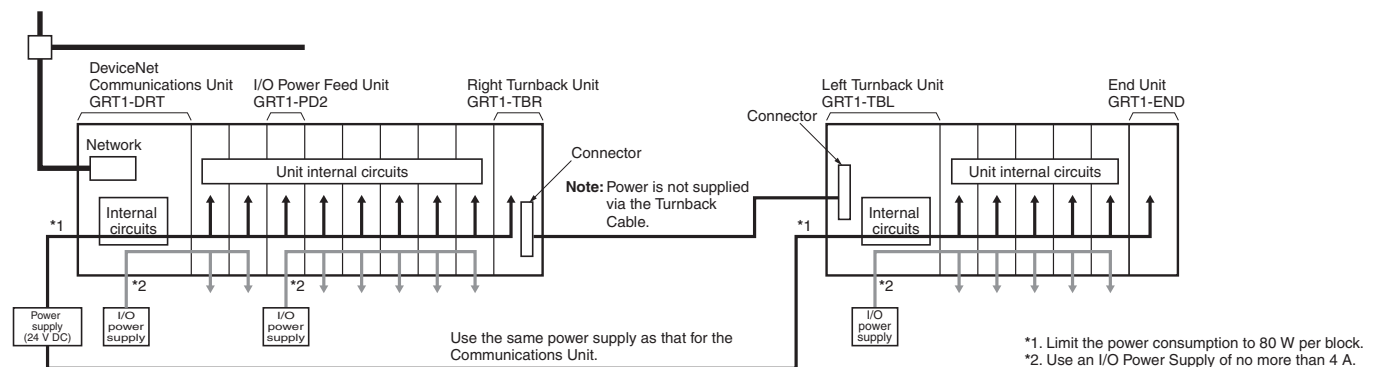 DeviceNet
Communications Unit
GRT1-DRT
I/O Power Feed Unit
GRT1-PD2
Right Turnback Unit
GRT1-TBR
Left Turnback Unit
GRT1-TBL
End Unit
GRT1-END
Connector
Network
Connector
Unit internal circuits
Unit internal circuits
Note: Power is not supplied
via the Turnback
Cable.
Internal
circuits
Internal
circuits
*1
*1
*2
*2
*2
Power
supply
(24 V DC)
I/O
power
supply
I/O
power
supply
I/O
power
supply
Use the same power supply as that for the
Communications Unit.
*1. Limit the power consumption to 80 W per block.
*2. Use an I/O Power Supply of no more than 4 A.